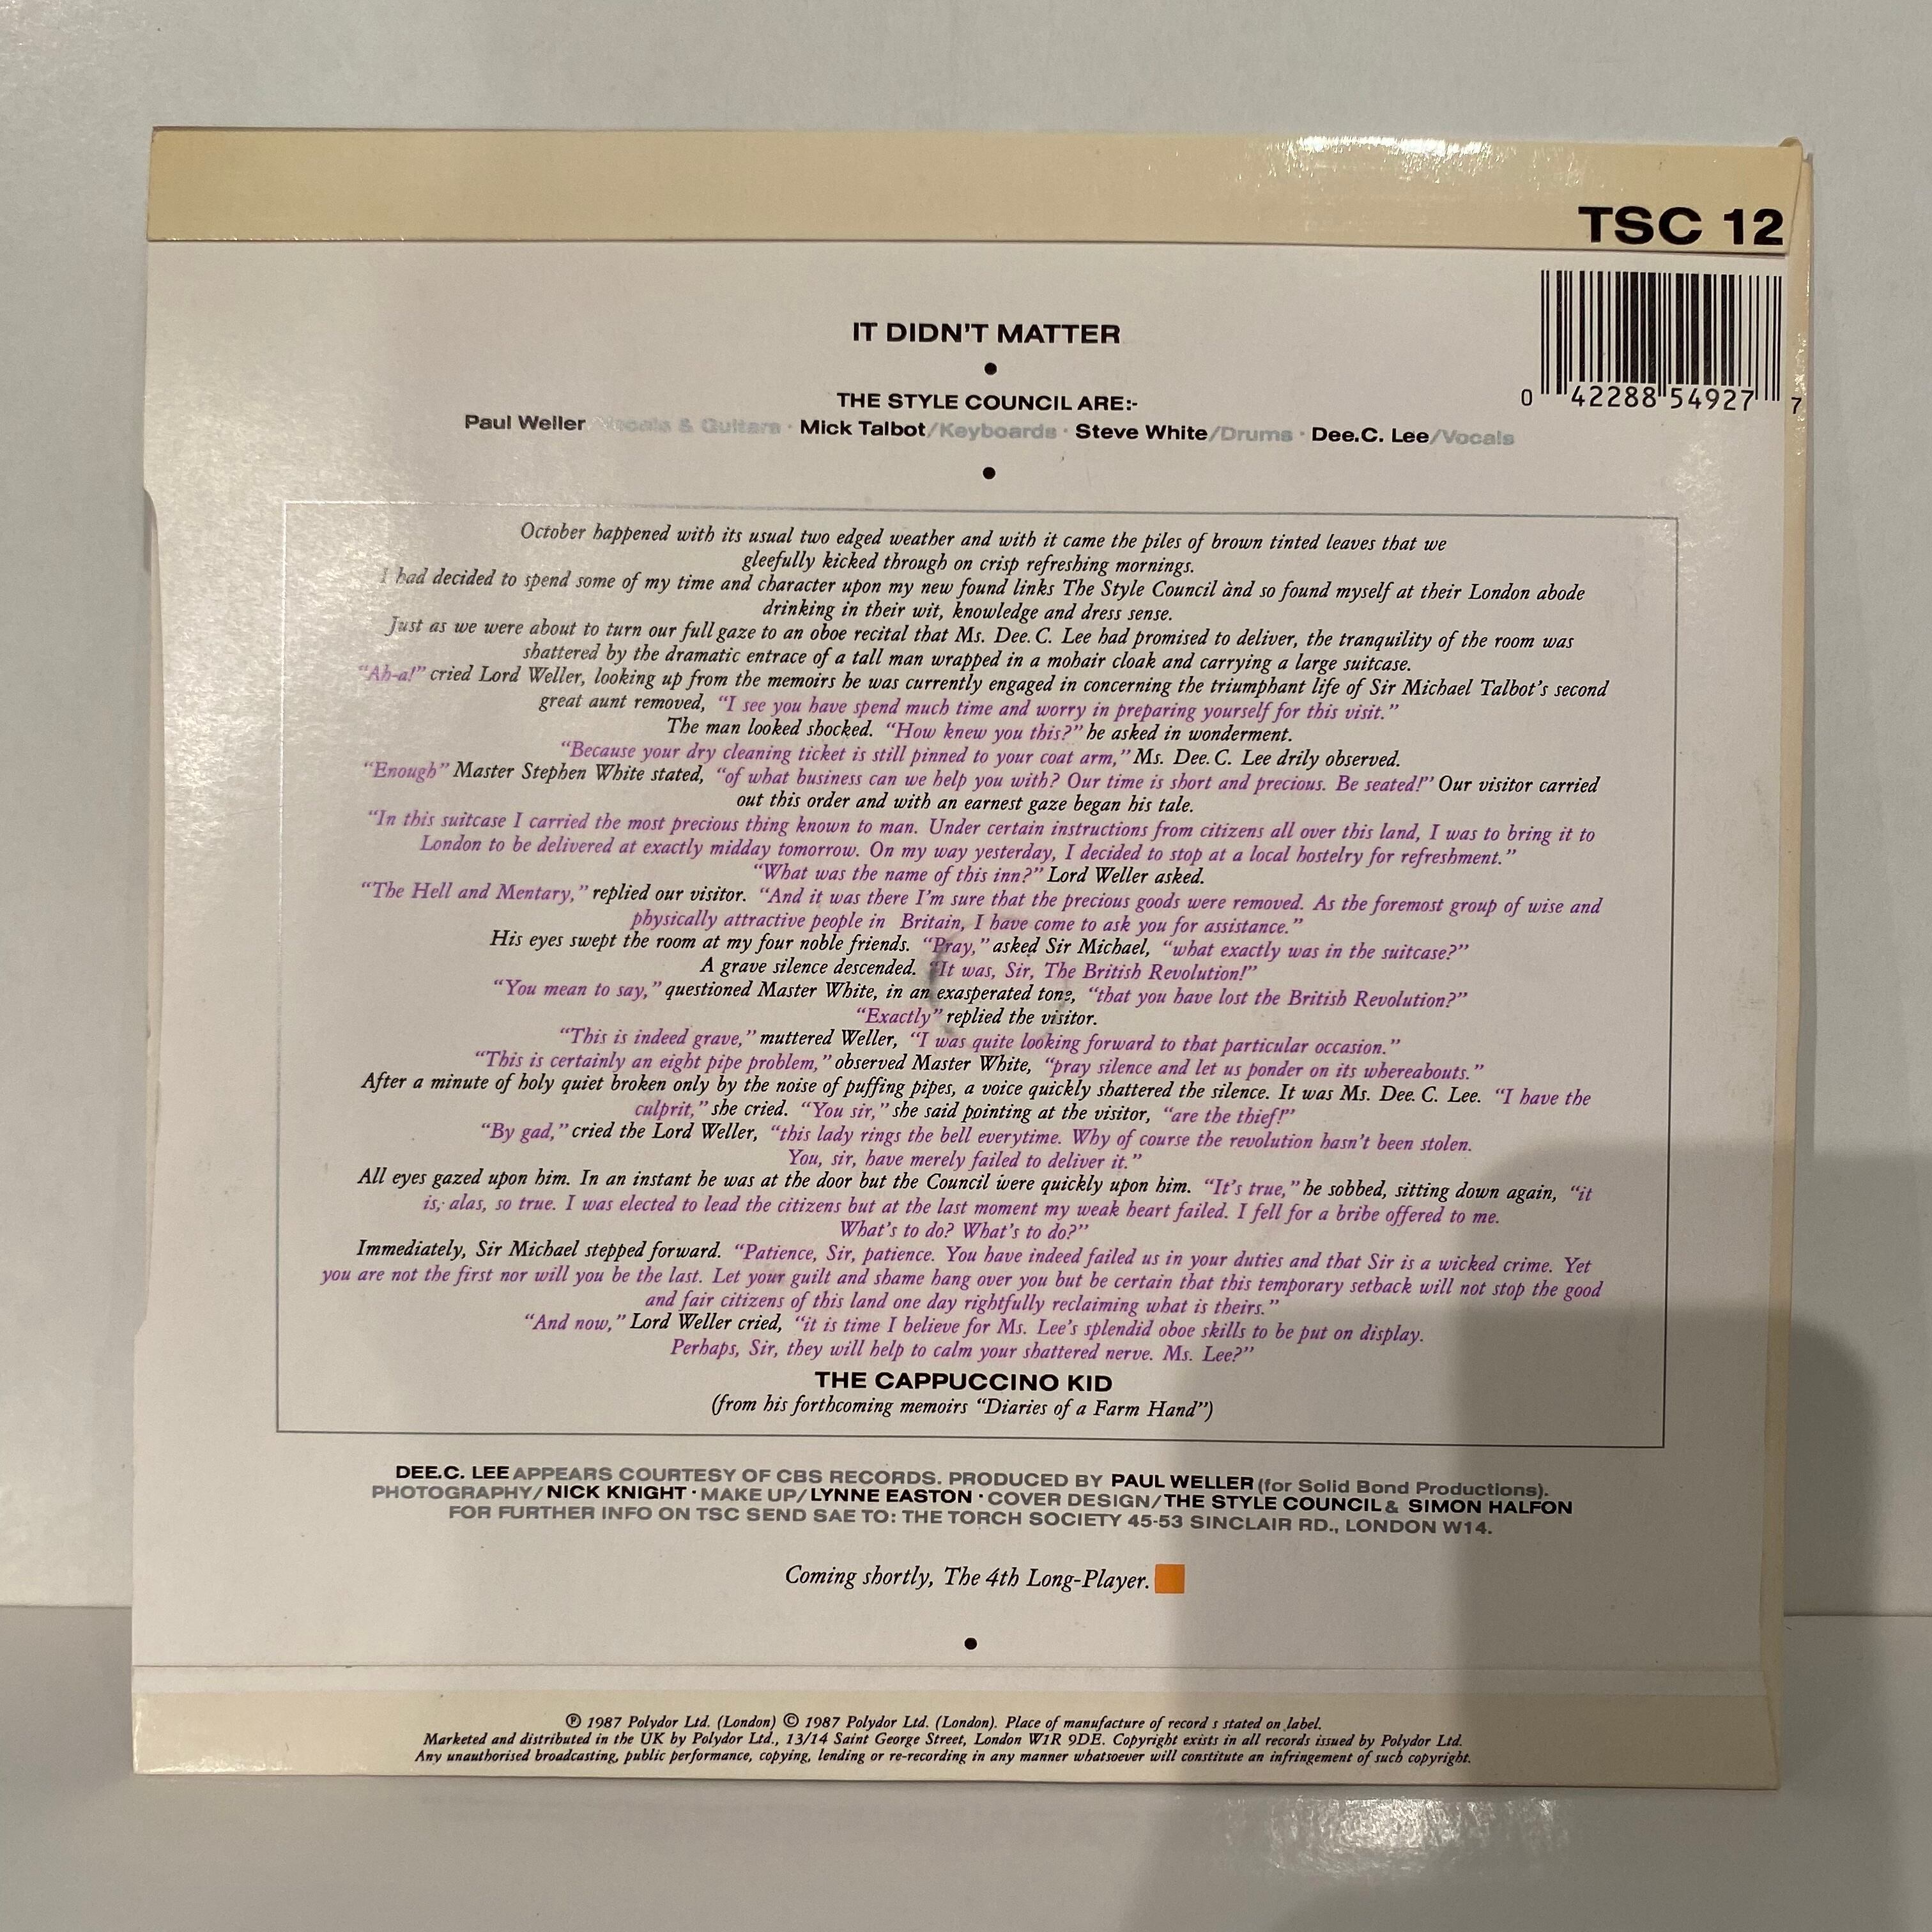 TSC 12
0 42288 54927 7
IT DIDN'T MATTER
•
THE STYLE COUNCIL ARE:-
Paul Weller/Vocals & Guitars · Mick Talbot/Keyboards · Steve White/Drums · Dee.C. Lee/Vocals
•
October happened with its usual two edged weather and with it came the piles of brown tinted leaves that we
gleefully kicked through on crisp refreshing mornings.
I had decided to spend some of my time and character upon my new found links The Style Council and so found myself at their London abode
drinking in their wit, knowledge and dress sense.
Just as we were about to turn our full gaze to an oboe recital that Ms. Dee. C. Lee had promised to deliver, the tranquility of the room was
shattered by the dramatic entrace of a tall man wrapped in a mohair cloak and carrying a large suitcase.
“Ah-a!” cried Lord Weller, looking up from the memoirs he was currently engaged in concerning the triumphant life of Sir Michael Talbot's second
great aunt removed, “I see you have spend much time and worry in preparing yourself for this visit.”
The man looked shocked. “How knew you this?” he asked in wonderment.
“Because your dry cleaning ticket is still pinned to your coat arm,” Ms. Dee. C. Lee drily observed.
“Enough” Master Stephen White stated, “of what business can we help you with? Our time is short and precious. Be seated!” Our visitor carried
out this order and with an earnest gaze began his tale.
“In this suitcase I carried the most precious thing known to man. Under certain instructions from citizens all over this land, I was to bring it to
London to be delivered at exactly midday tomorrow. On my way yesterday, I decided to stop at a local hostelry for refreshment.”
“What was the name of this inn?” Lord Weller asked.
“The Hell and Mentary,” replied our visitor. “And it was there I'm sure that the precious goods were removed. As the foremost group of wise and
physically attractive people in Britain, I have come to ask you for assistance.”
His eyes swept the room at my four noble friends. “Pray,” asked Sir Michael, “what exactly was in the suitcase?”
A grave silence descended. “It was, Sir, The British Revolution!”
“You mean to say,” questioned Master White, in an exasperated tone, “that you have lost the British Revolution?”
“Exactly” replied the visitor.
“This is indeed grave,” muttered Weller, “I was quite looking forward to that particular occasion.”
“This is certainly an eight pipe problem,” observed Master White, “pray silence and let us ponder on its whereabouts.”
After a minute of holy quiet broken only by the noise of puffing pipes, a voice quickly shattered the silence. It was Ms. Dee. C. Lee. “I have the
culprit,” she cried. “You sir,” she said pointing at the visitor, “are the thief!”
“By gad,” cried the Lord Weller, “this lady rings the bell everytime. Why of course the revolution hasn't been stolen.
You, sir, have merely failed to deliver it.”
All eyes gazed upon him. In an instant he was at the door but the Council were quickly upon him. “It's true,” he sobbed, sitting down again, “it
is, alas, so true. I was elected to lead the citizens but at the last moment my weak heart failed. I fell for a bribe offered to me.
What's to do? What's to do?”
Immediately, Sir Michael stepped forward. “Patience, Sir, patience. You have indeed failed us in your duties and that Sir is a wicked crime. Yet
you are not the first nor will you be the last. Let your guilt and shame hang over you but be certain that this temporary setback will not stop the good
and fair citizens of this land one day rightfully reclaiming what is theirs.”
“And now,” Lord Weller cried, “it is time I believe for Ms. Lee's splendid oboe skills to be put on display.
Perhaps, Sir, they will help to calm your shattered nerve. Ms. Lee?”
THE CAPPUCCINO KID
(from his forthcoming memoirs “Diaries of a Farm Hand”)
DEE.C. LEE APPEARS COURTESY OF CBS RECORDS. PRODUCED BY PAUL WELLER (for Solid Bond Productions).
PHOTOGRAPHY/NICK KNIGHT · MAKE UP/LYNNE EASTON · COVER DESIGN/THE STYLE COUNCIL & SIMON HALFON
FOR FURTHER INFO ON TSC SEND SAE TO: THE TORCH SOCIETY 45-53 SINCLAIR RD., LONDON W14.
Coming shortly, The 4th Long-Player.
•
℗ 1987 Polydor Ltd. (London) © 1987 Polydor Ltd. (London). Place of manufacture of record s stated on label.
Marketed and distributed in the UK by Polydor Ltd., 13/14 Saint George Street, London W1R 9DE. Copyright exists in all records issued by Polydor Ltd.
Any unauthorised broadcasting, public performance, copying, lending or re-recording in any manner whatsoever will constitute an infringement of such copyright.